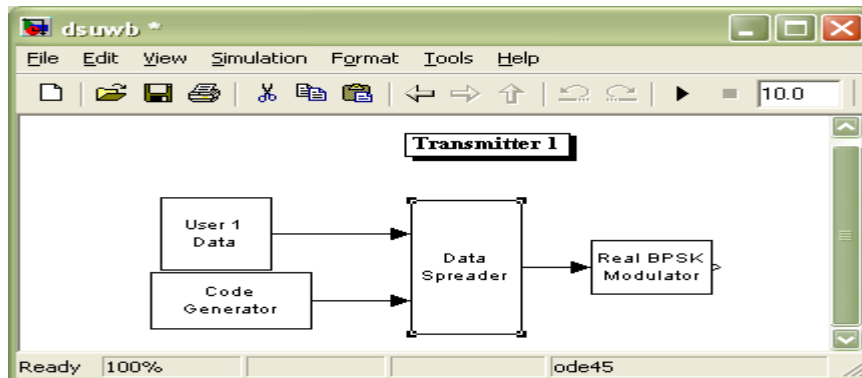 dsuwb *
File Edit View Simulation Format Tools Help
10.0
Transmitter 1
User 1
Data
Code
Generator
Data
Spreader
Real BPSK
Modulator
Ready 100% ode45